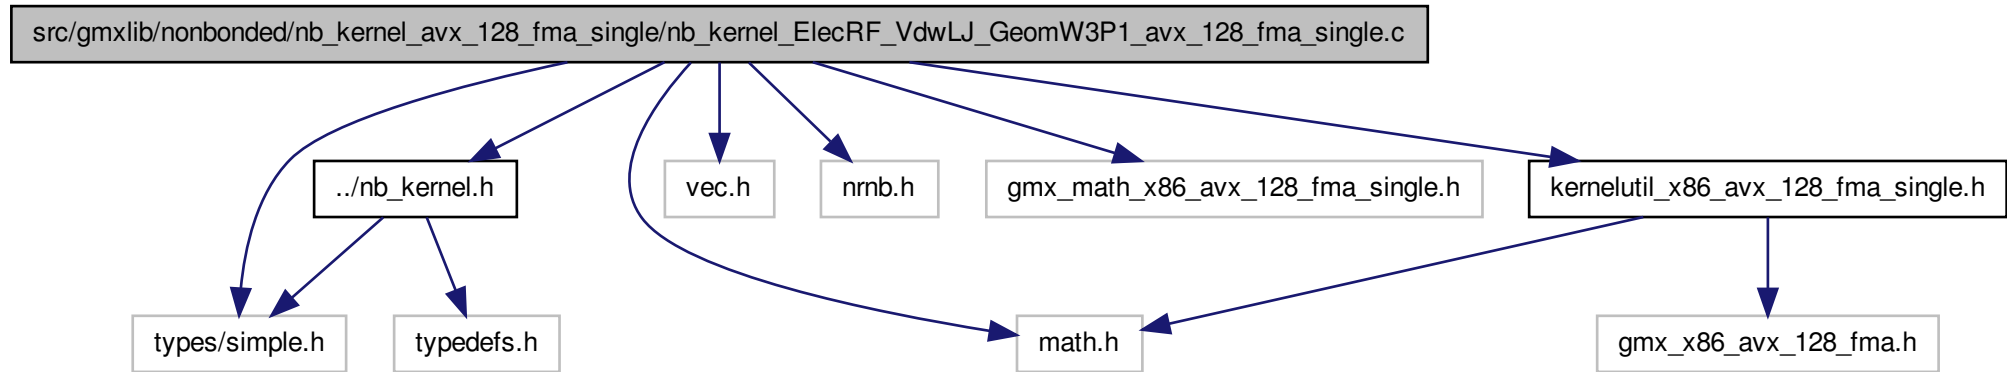 src/gmxlib/nonbonded/nb_kernel_avx_128_fma_single/nb_kernel_ElecRF_VdwLJ_GeomW3P1_avx_128_fma_single.c
../nb_kernel.h
vec.h
nrnb.h
gmx_math_x86_avx_128_fma_single.h
kernelutil_x86_avx_128_fma_single.h
types/simple.h
typedefs.h
math.h
gmx_x86_avx_128_fma.h